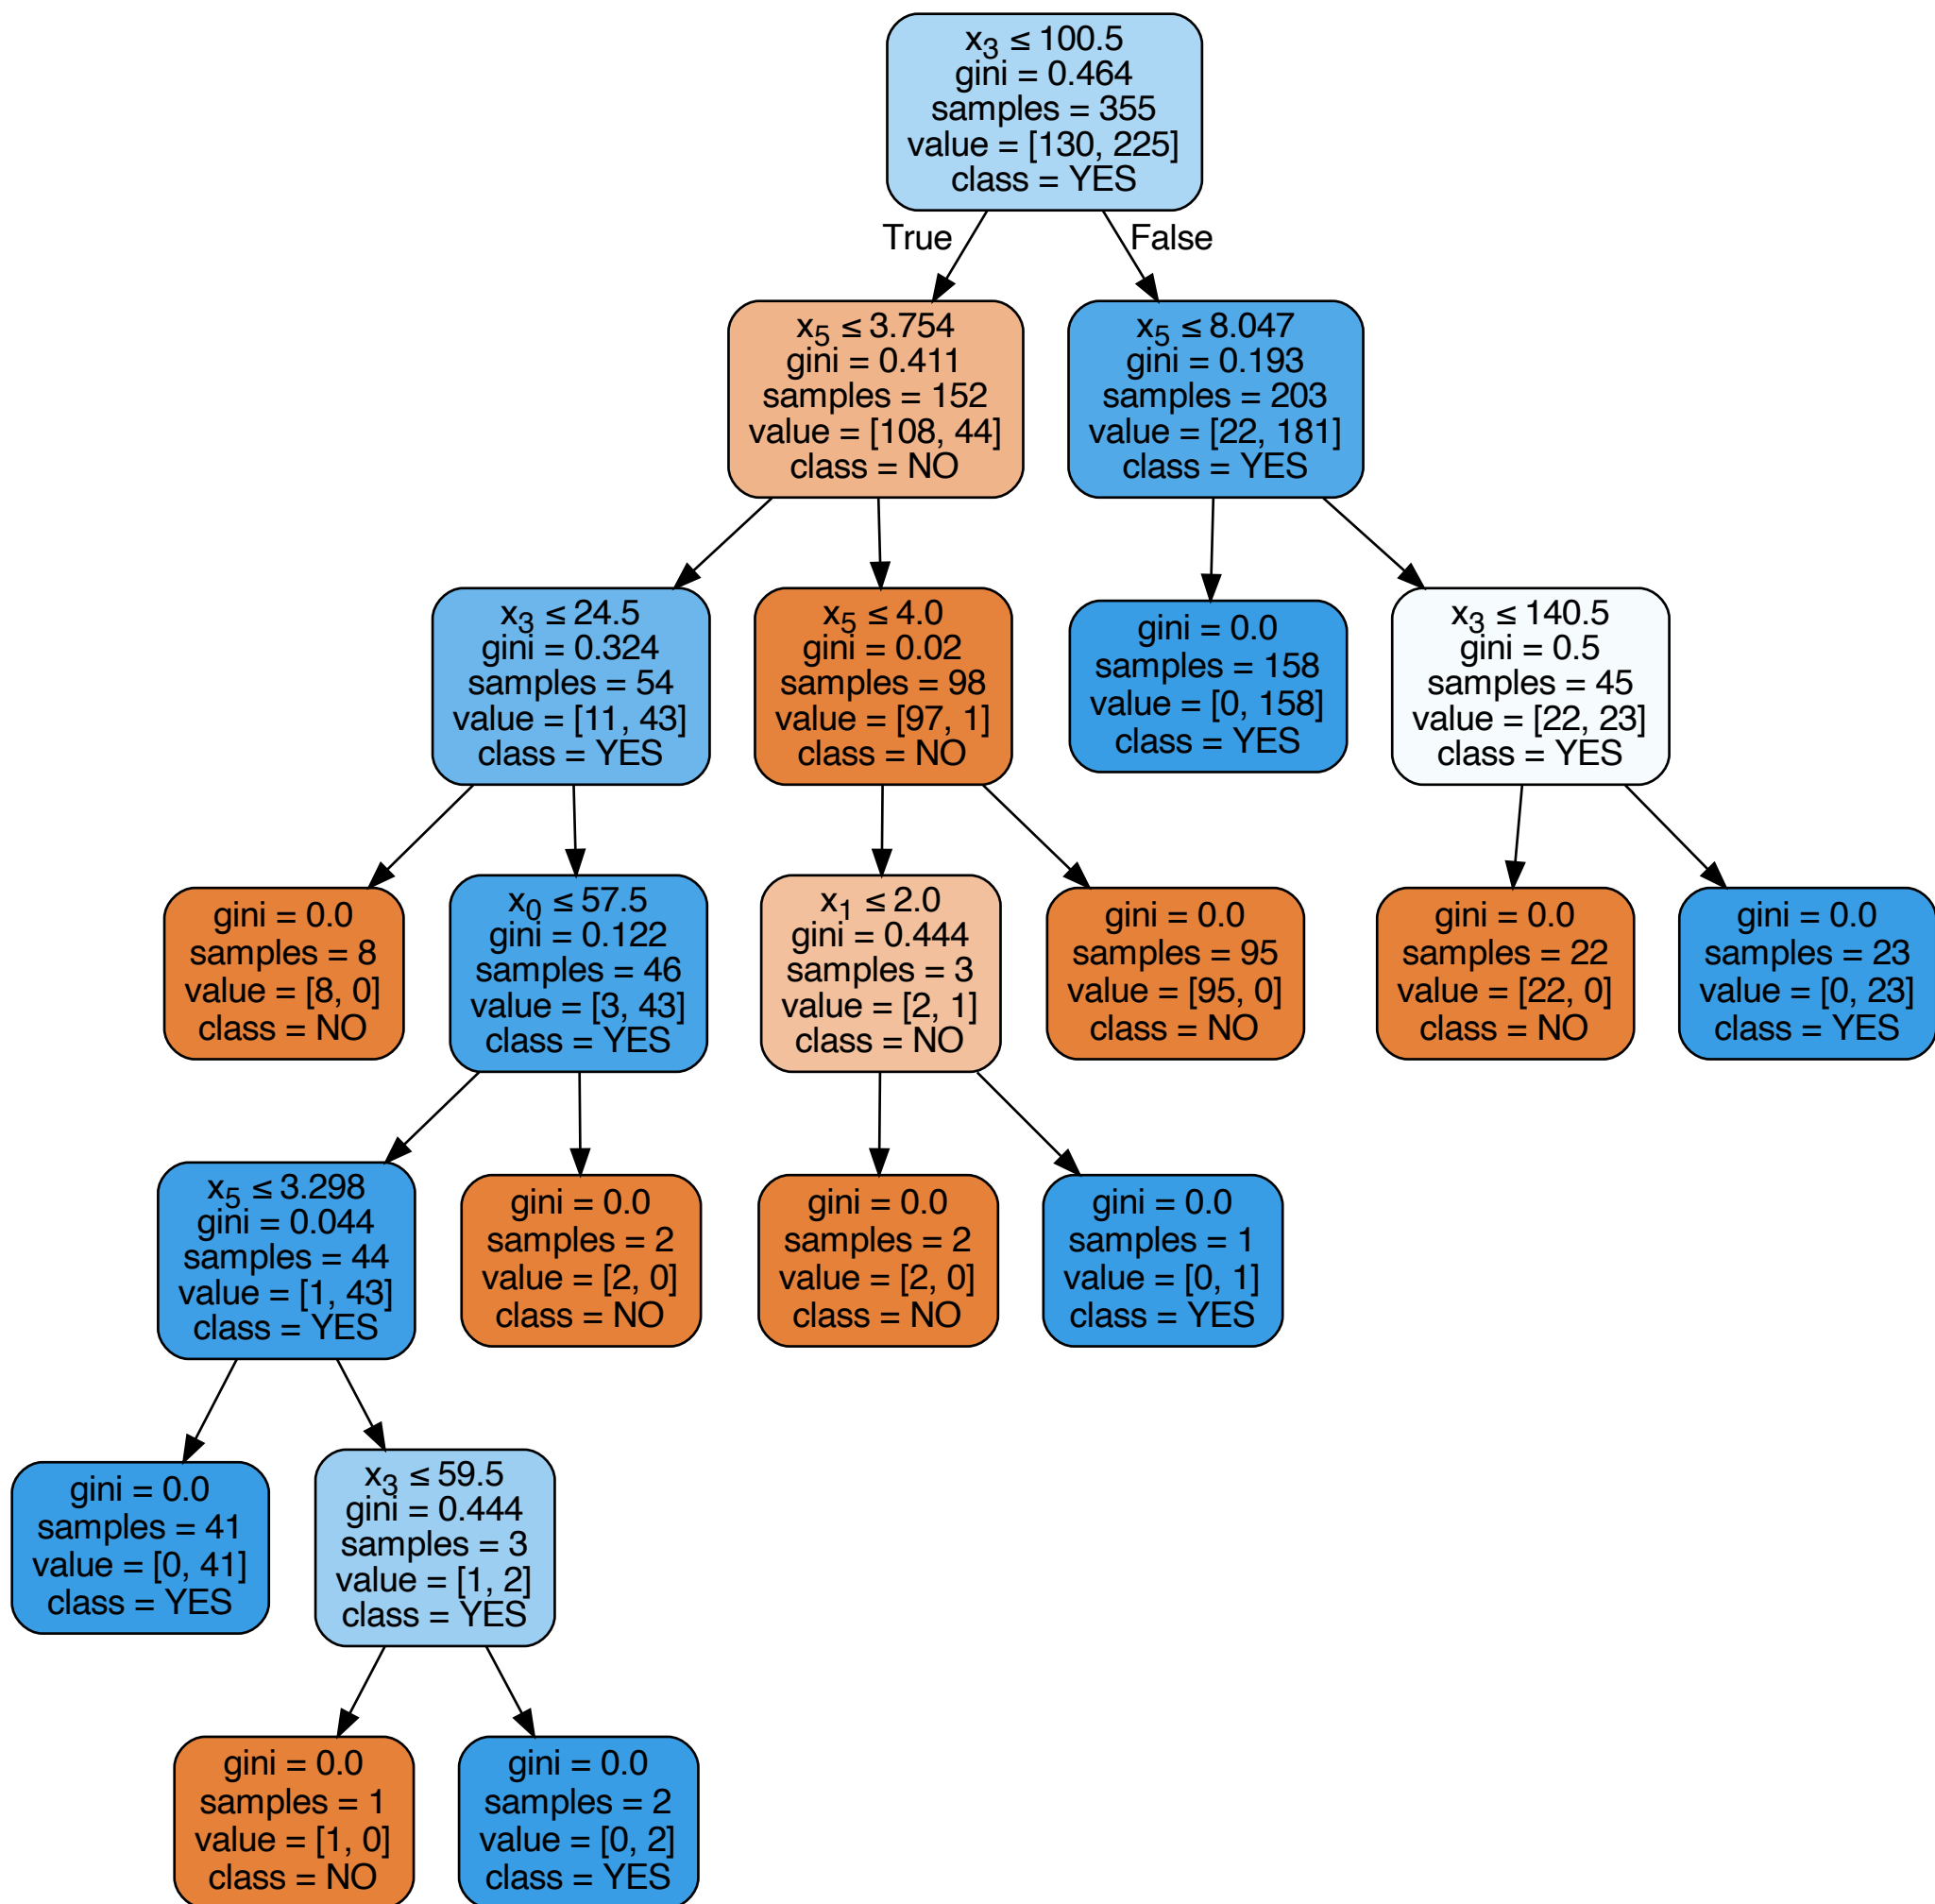 x₃ ≤ 100.5
gini = 0.464
samples = 355
value = [130, 225]
class = YES
True
False
x₅ ≤ 3.754
gini = 0.411
samples = 152
value = [108, 44]
class = NO
x₅ ≤ 8.047
gini = 0.193
samples = 203
value = [22, 181]
class = YES
x₃ ≤ 24.5
gini = 0.324
samples = 54
value = [11, 43]
class = YES
x₅ ≤ 4.0
gini = 0.02
samples = 98
value = [97, 1]
class = NO
gini = 0.0
samples = 158
value = [0, 158]
class = YES
x₃ ≤ 140.5
gini = 0.5
samples = 45
value = [22, 23]
class = YES
gini = 0.0
samples = 8
value = [8, 0]
class = NO
x₀ ≤ 57.5
gini = 0.122
samples = 46
value = [3, 43]
class = YES
x₁ ≤ 2.0
gini = 0.444
samples = 3
value = [2, 1]
class = NO
gini = 0.0
samples = 95
value = [95, 0]
class = NO
gini = 0.0
samples = 22
value = [22, 0]
class = NO
gini = 0.0
samples = 23
value = [0, 23]
class = YES
x₅ ≤ 3.298
gini = 0.044
samples = 44
value = [1, 43]
class = YES
gini = 0.0
samples = 2
value = [2, 0]
class = NO
gini = 0.0
samples = 2
value = [2, 0]
class = NO
gini = 0.0
samples = 1
value = [0, 1]
class = YES
gini = 0.0
samples = 41
value = [0, 41]
class = YES
x₃ ≤ 59.5
gini = 0.444
samples = 3
value = [1, 2]
class = YES
gini = 0.0
samples = 1
value = [1, 0]
class = NO
gini = 0.0
samples = 2
value = [0, 2]
class = YES